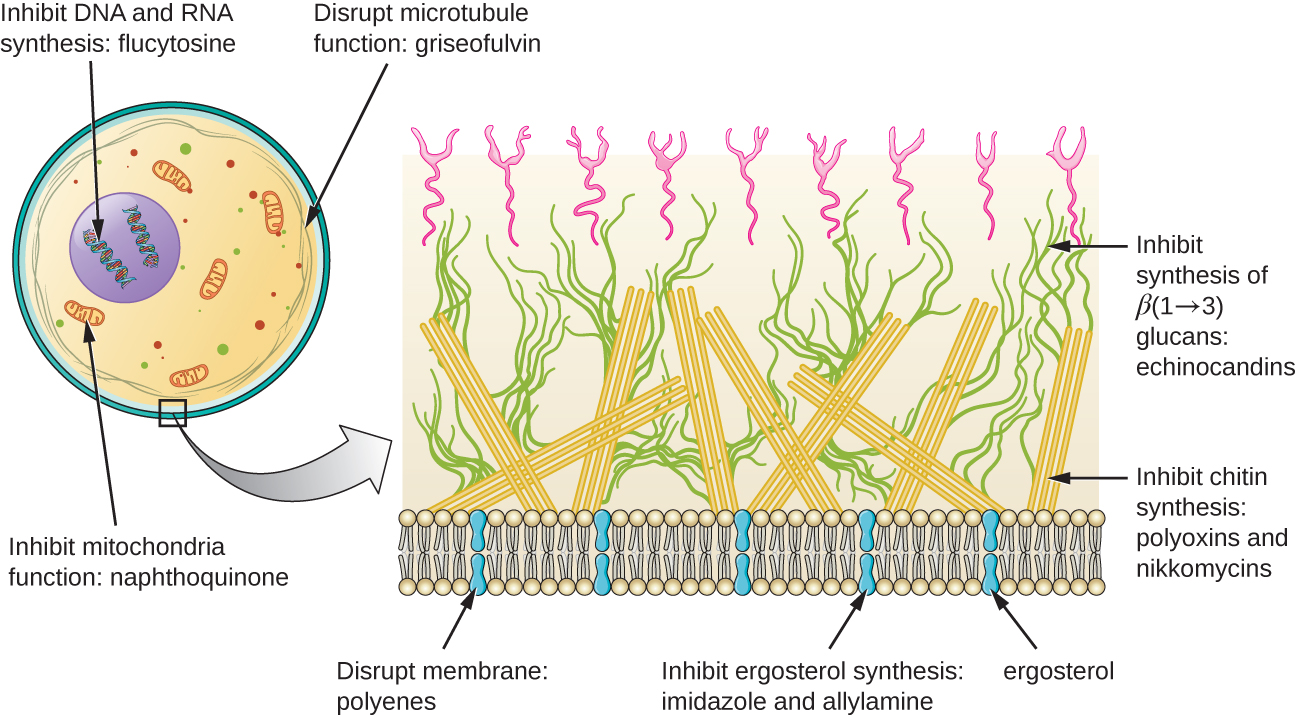 Inhibit DNA and RNA
synthesis: flucytosine
Disrupt microtubule
function: griseofulvin
Inhibit
synthesis of
β(1→3)
glucans:
echinocandins
Inhibit chitin
synthesis:
polyoxins and
nikkomycins
Inhibit mitochondria
function: naphthoquinone
Disrupt membrane:
polyenes
Inhibit ergosterol synthesis:
imidazole and allylamine
ergosterol